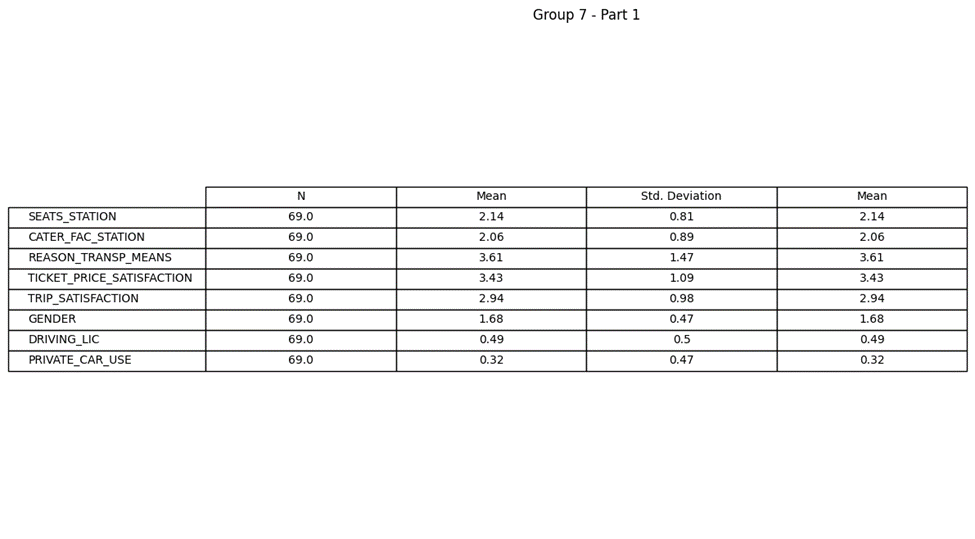 Group 7 - Part 1
N Mean Std. Deviation Mean
SEATS_STATION 69.0 2.14 0.81 2.14
CATER_FAC_STATION 69.0 2.06 0.89 2.06
REASON_TRANSP_MEANS 69.0 3.61 1.47 3.61
TICKET_PRICE_SATISFACTION 69.0 3.43 1.09 3.43
TRIP_SATISFACTION 69.0 2.94 0.98 2.94
GENDER 69.0 1.68 0.47 1.68
DRIVING_LIC 69.0 0.49 0.5 0.49
PRIVATE_CAR_USE 69.0 0.32 0.47 0.32